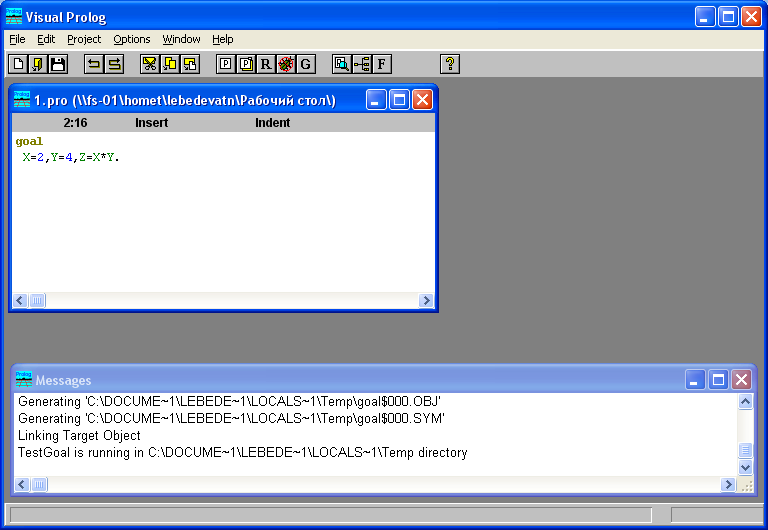 Visual Prolog
File Edit Project Options Window Help
P P R G F ?
1.pro (\\fs-01\homet\lebedevatn\Рабочий стол\)
2:16 Insert Indent
goal
X=2,Y=4,Z=X*Y.
Prolog Messages
Generating 'C:\DOCUME~1\LEBEDE~1\LOCALS~1\Temp\goal$000.OBJ'
Generating 'C:\DOCUME~1\LEBEDE~1\LOCALS~1\Temp\goal$000.SYM'
Linking Target Object
TestGoal is running in C:\DOCUME~1\LEBEDE~1\LOCALS~1\Temp directory